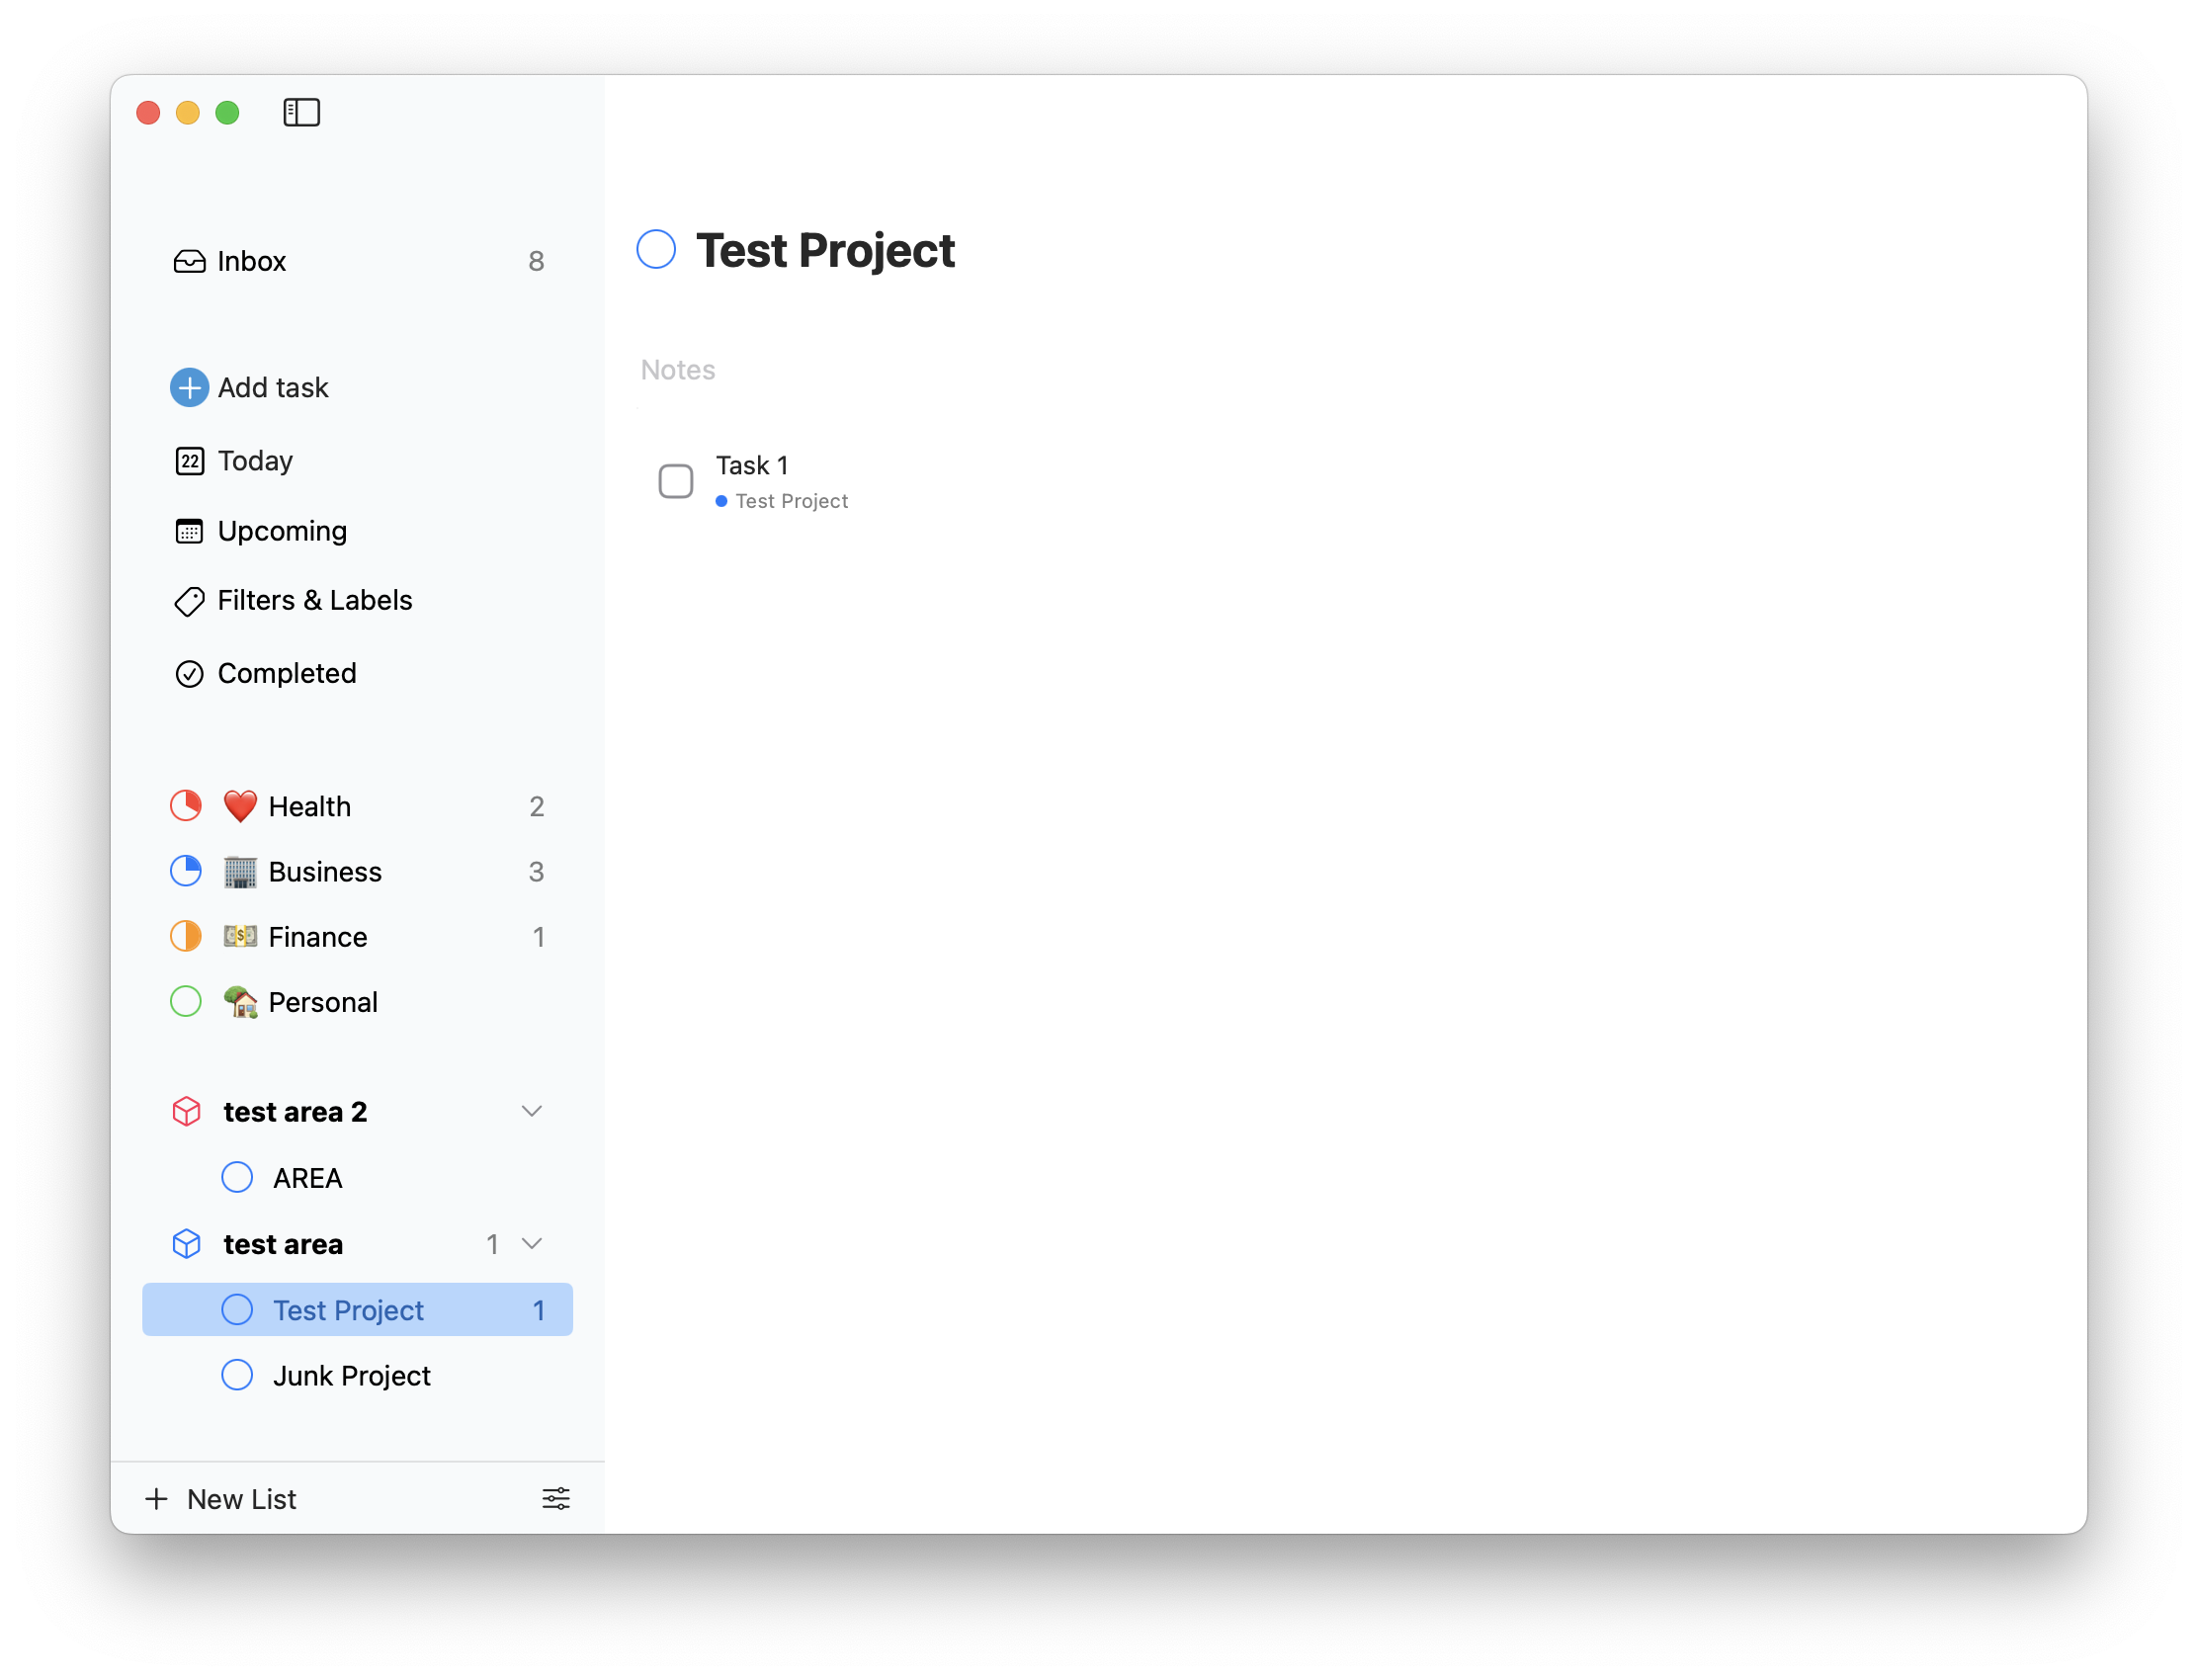 Inbox 8
Add task
22 Today
Upcoming
Filters & Labels
Completed
❤️ Health 2
🏢 Business 3
💵 Finance 1
🏡 Personal
test area 2
AREA
test area 1
Test Project 1
Junk Project
New List
Test Project
Notes
Task 1
Test Project